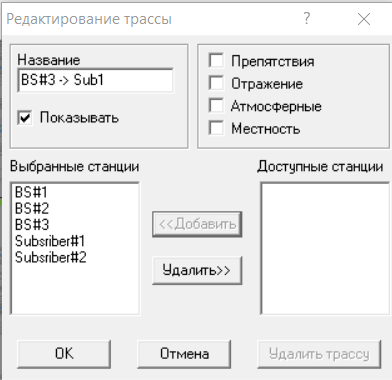 Редактирование трассы ? ×
Название
BS#3 -> Sub1
Показывать
Препятствия
Отражение
Атмосферные
Местность
Выбранные станции
BS#1
BS#2
BS#3
Subsriber#1
Subsriber#2
<<Добавить
Удалить>>
Доступные станции
OK
Отмена
Удалить трассу